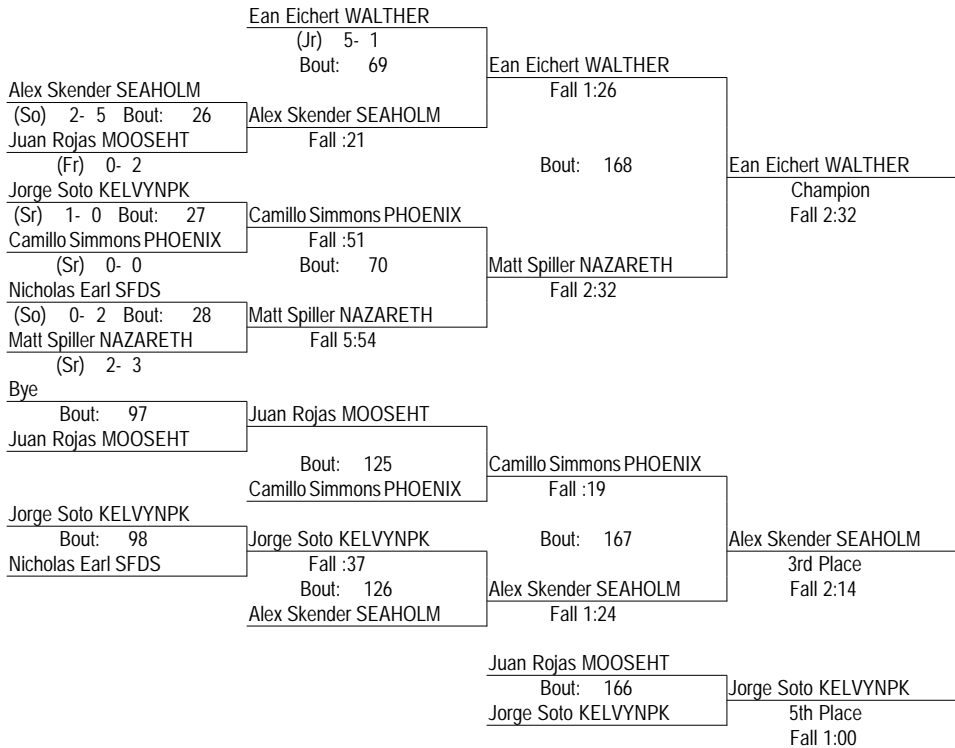 Ean Eichert WALTHER
(Jr) 5- 1
Bout: 69
Ean Eichert WALTHER
Fall 1:26
Alex Skender SEAHOLM
(So) 2- 5 Bout: 26
Alex Skender SEAHOLM
Fall :21
Juan Rojas MOOSEHT
(Fr) 0- 2
Bout: 168
Ean Eichert WALTHER
Champion
Fall 2:32
Jorge Soto KELVYNPK
(Sr) 1- 0 Bout: 27
Camillo Simmons PHOENIX
Fall :51
Camillo Simmons PHOENIX
(Sr) 0- 0
Bout: 70
Matt Spiller NAZARETH
Fall 2:32
Nicholas Earl SFDS
(So) 0- 2 Bout: 28
Matt Spiller NAZARETH
Fall 5:54
Matt Spiller NAZARETH
(Sr) 2- 3
Bye
Bout: 97
Juan Rojas MOOSEHT
Juan Rojas MOOSEHT
Bout: 125
Camillo Simmons PHOENIX
Fall :19
Camillo Simmons PHOENIX
Jorge Soto KELVYNPK
Bout: 98
Jorge Soto KELVYNPK
Fall :37
Nicholas Earl SFDS
Bout: 167
Alex Skender SEAHOLM
3rd Place
Fall 2:14
Bout: 126
Alex Skender SEAHOLM
Fall 1:24
Alex Skender SEAHOLM
Juan Rojas MOOSEHT
Bout: 166
Jorge Soto KELVYNPK
Jorge Soto KELVYNPK
5th Place
Fall 1:00